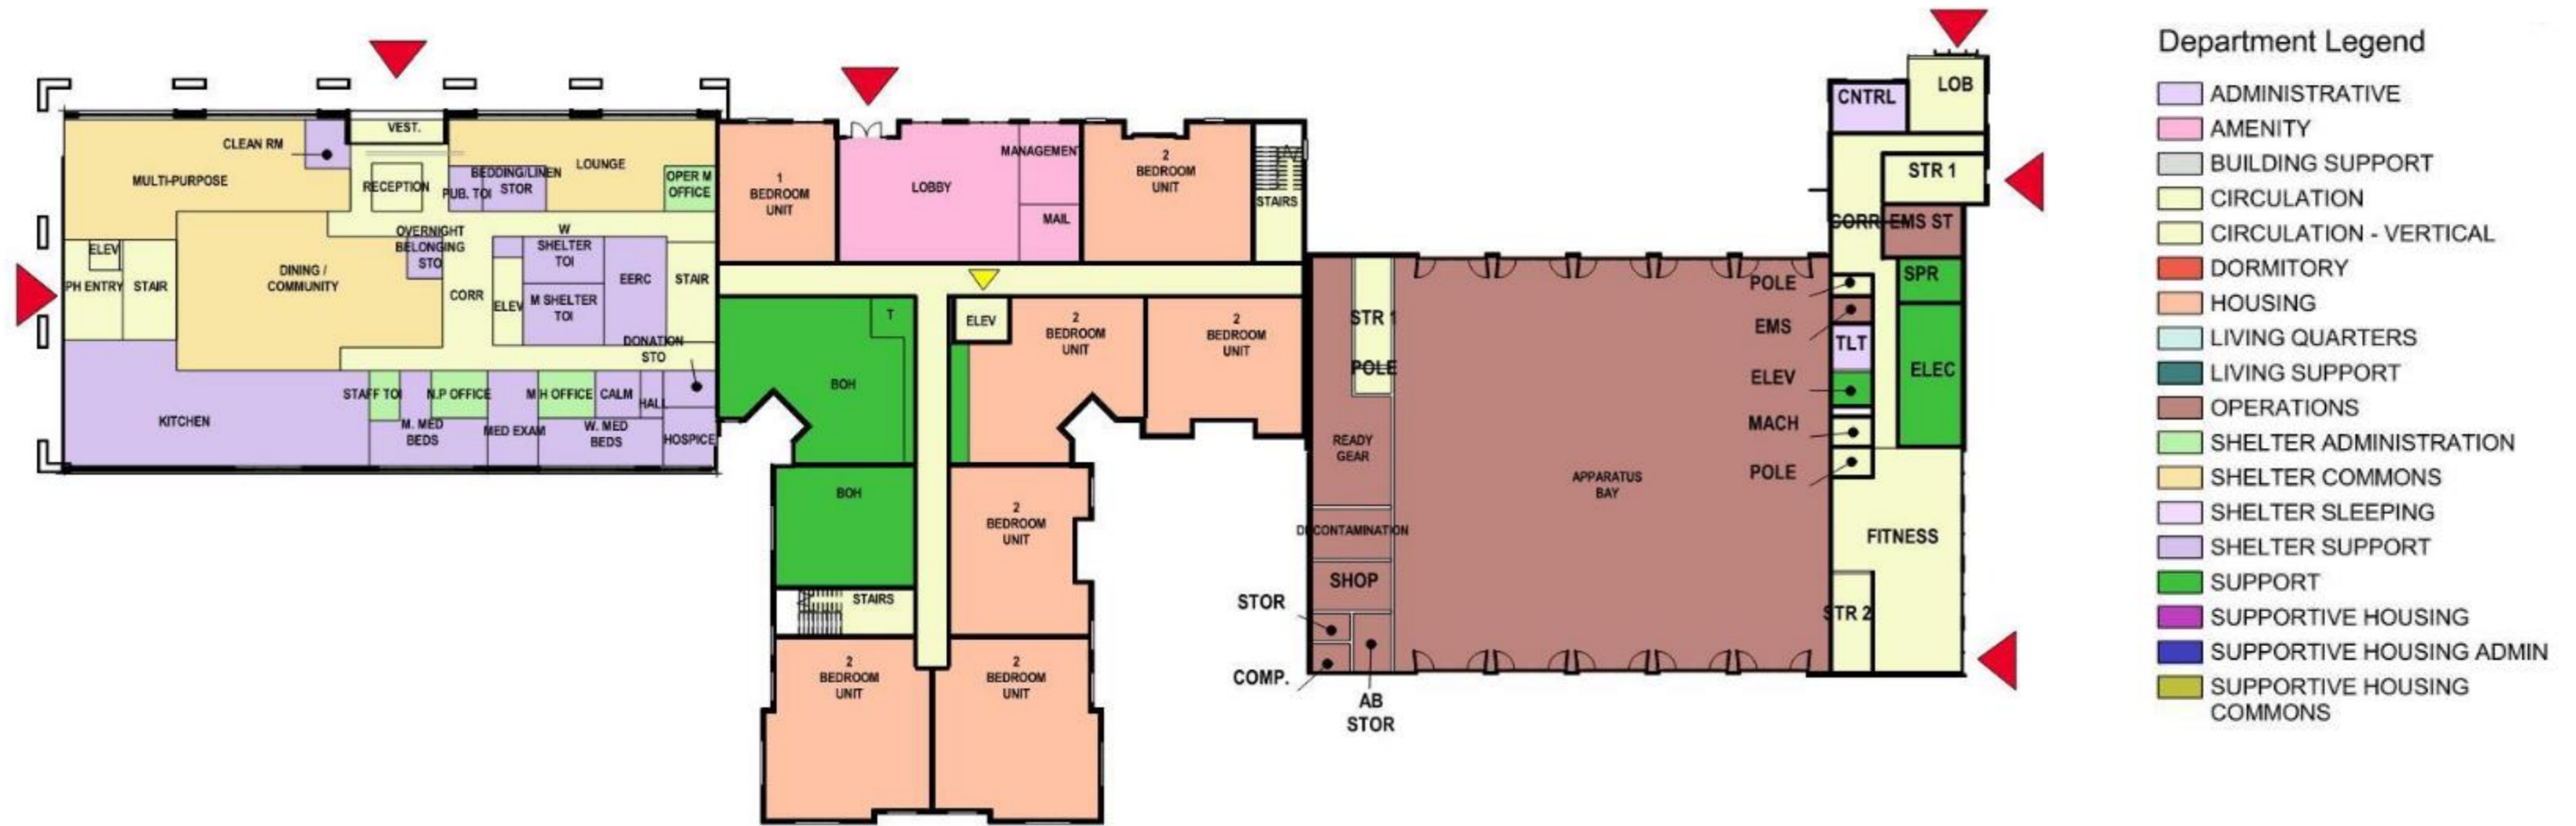 VEST.
CLEAN RM
MULTI-PURPOSE
RECEPTION
BEDDING/LINEN
STOR
PUB. TOI
LOUNGE
OPER M
OFFICE
OVERNIGHT
BELONGING
STO
ELEV
PH ENTRY
STAIR
DINING /
COMMUNITY
CORR
ELEV
W
SHELTER
TOI
M SHELTER
TOI
EERC
STAIR
DONATION
STO
KITCHEN
STAFF TOI
N.P OFFICE
M H OFFICE
CALM
HALL
M. MED
BEDS
MED EXAM
W. MED
BEDS
HOSPICE
1
BEDROOM
UNIT
LOBBY
MANAGEMEN
MAIL
2
BEDROOM
UNIT
STAIRS
T
BOH
ELEV
2
BEDROOM
UNIT
2
BEDROOM
UNIT
BOH
2
BEDROOM
UNIT
STAIRS
2
BEDROOM
UNIT
2
BEDROOM
UNIT
STR 1
POLE
READY
GEAR
DECONTAMINATION
SHOP
STOR
COMP.
AB
STOR
APPARATUS
BAY
CNTRL
LOB
STR 1
CORR
EMS ST
POLE
EMS
SPR
TLT
ELEV
ELEC
MACH
POLE
FITNESS
STR 2
Department Legend
ADMINISTRATIVE
AMENITY
BUILDING SUPPORT
CIRCULATION
CIRCULATION - VERTICAL
DORMITORY
HOUSING
LIVING QUARTERS
LIVING SUPPORT
OPERATIONS
SHELTER ADMINISTRATION
SHELTER COMMONS
SHELTER SLEEPING
SHELTER SUPPORT
SUPPORT
SUPPORTIVE HOUSING
SUPPORTIVE HOUSING ADMIN
SUPPORTIVE HOUSING
COMMONS